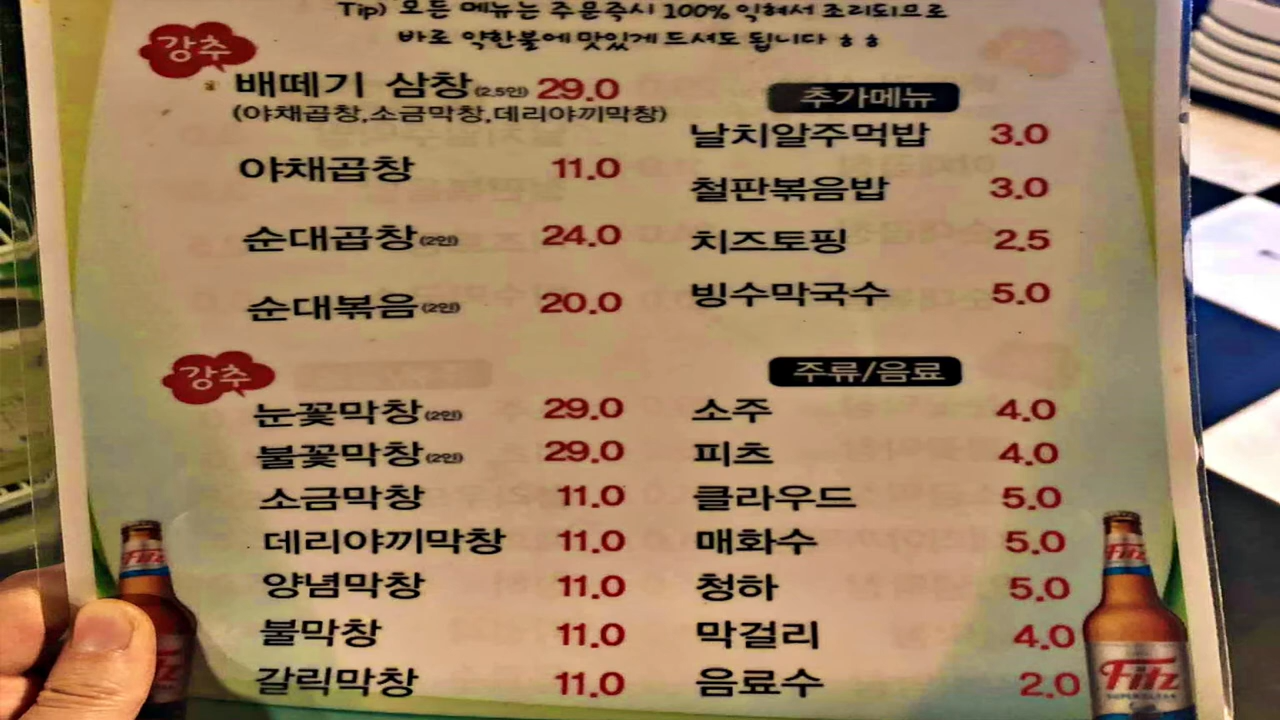 Tip) 모든 메뉴는 주문즉시 100% 익혀서 조리되므로
바로 약한불에 맛있게 드셔도 됩니다 ㅎㅎ
강추
배떼기 삼창(2.5인) 29.0
(야채곱창,소금막창,데리야끼막창)
야채곱창 11.0
순대곱창(2인) 24.0
순대볶음(2인) 20.0
강추
눈꽃막창(2인) 29.0
불꽃막창(2인) 29.0
소금막창 11.0
데리야끼막창 11.0
양념막창 11.0
불막창 11.0
갈릭막창 11.0
추가메뉴
날치알주먹밥 3.0
철판볶음밥 3.0
치즈토핑 2.5
빙수막국수 5.0
주류/음료
소주 4.0
피츠 4.0
클라우드 5.0
매화수 5.0
청하 5.0
막걸리 4.0
음료수 2.0
Fitz
Fitz
Fitz
Fitz